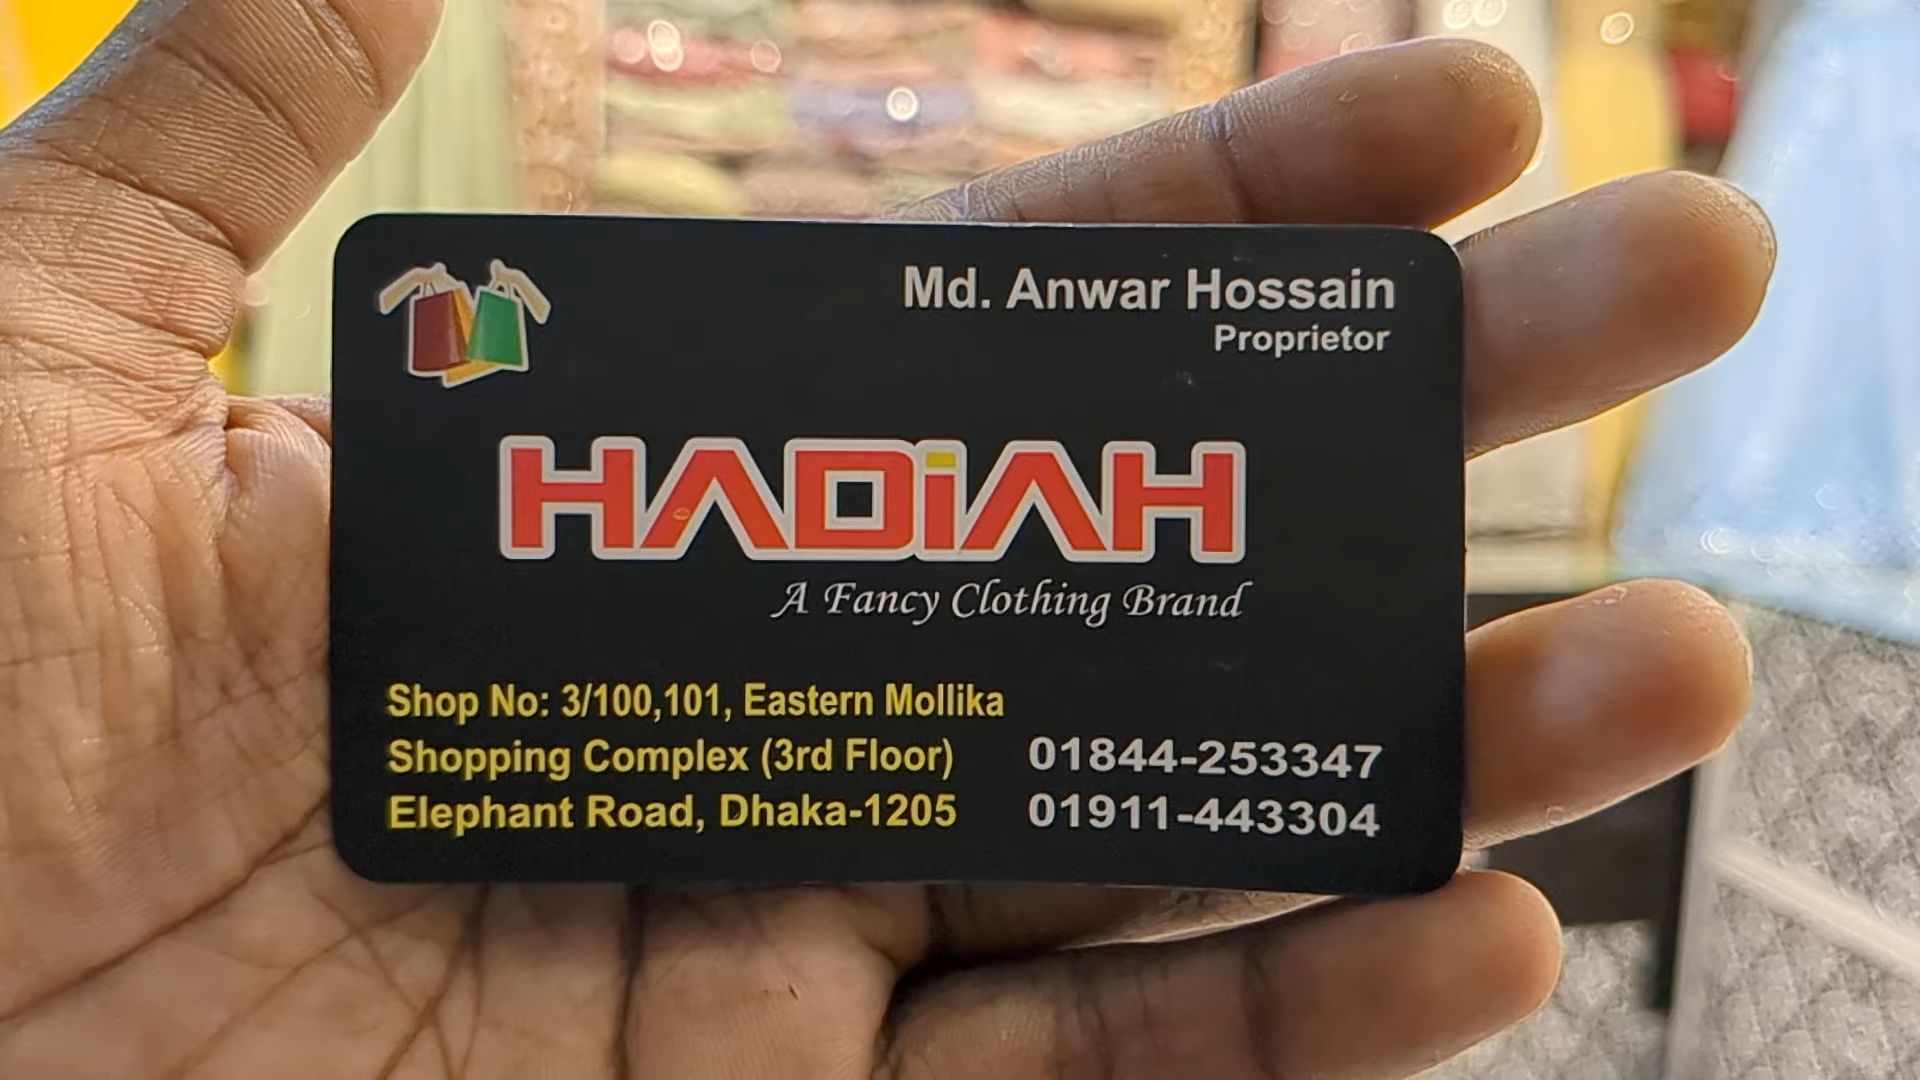 Md. Anwar Hossain
Proprietor
HADiAH
A Fancy Clothing Brand
Shop No: 3/100,101, Eastern Mollika
Shopping Complex (3rd Floor)
Elephant Road, Dhaka-1205
01844-253347
01911-443304